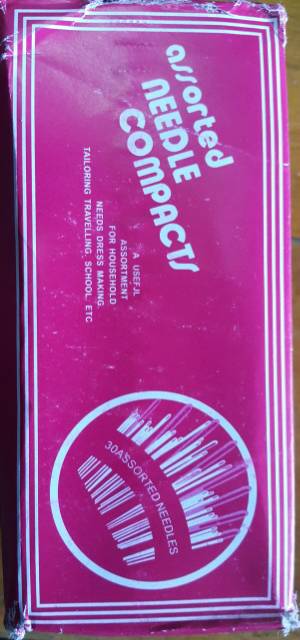 assorted
NEEDLE
COMPACTS
A USEFUL
ASSORTMENT
FOR HOUSEHOLD
NEEDS DRESS MAKING
TAILORING TRAVELLING. SCHOOL. ETC
30ASSORTED NEEDLES